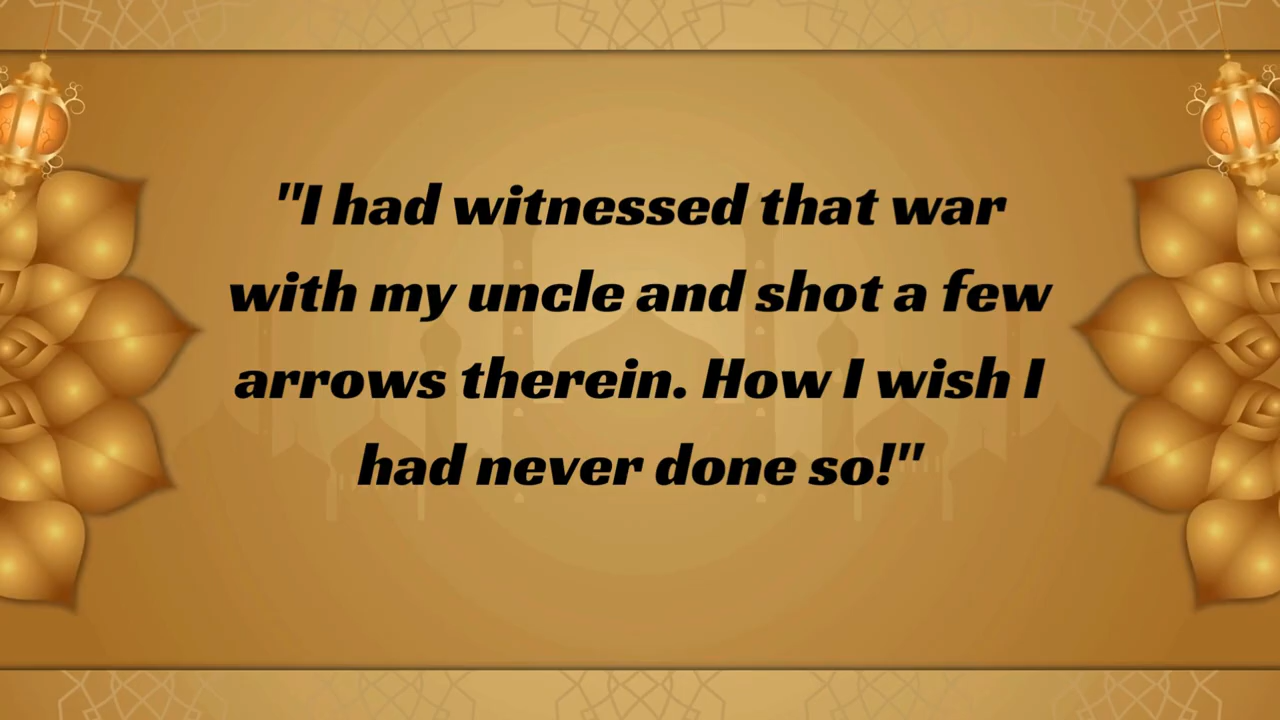 "I had witnessed that war
with my uncle and shot a few
arrows therein. How I wish I
had never done so!"